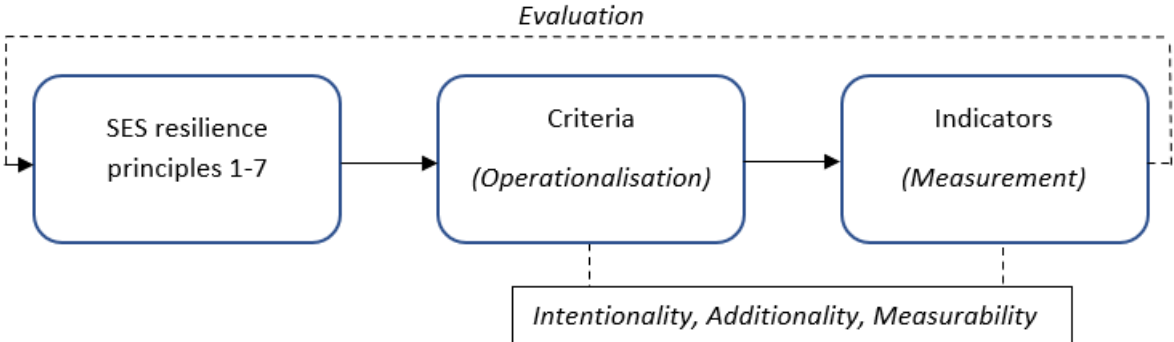 Evaluation
SES resilience
principles 1-7
Criteria
(Operationalisation)
Indicators
(Measurement)
Intentionality, Additionality, Measurability